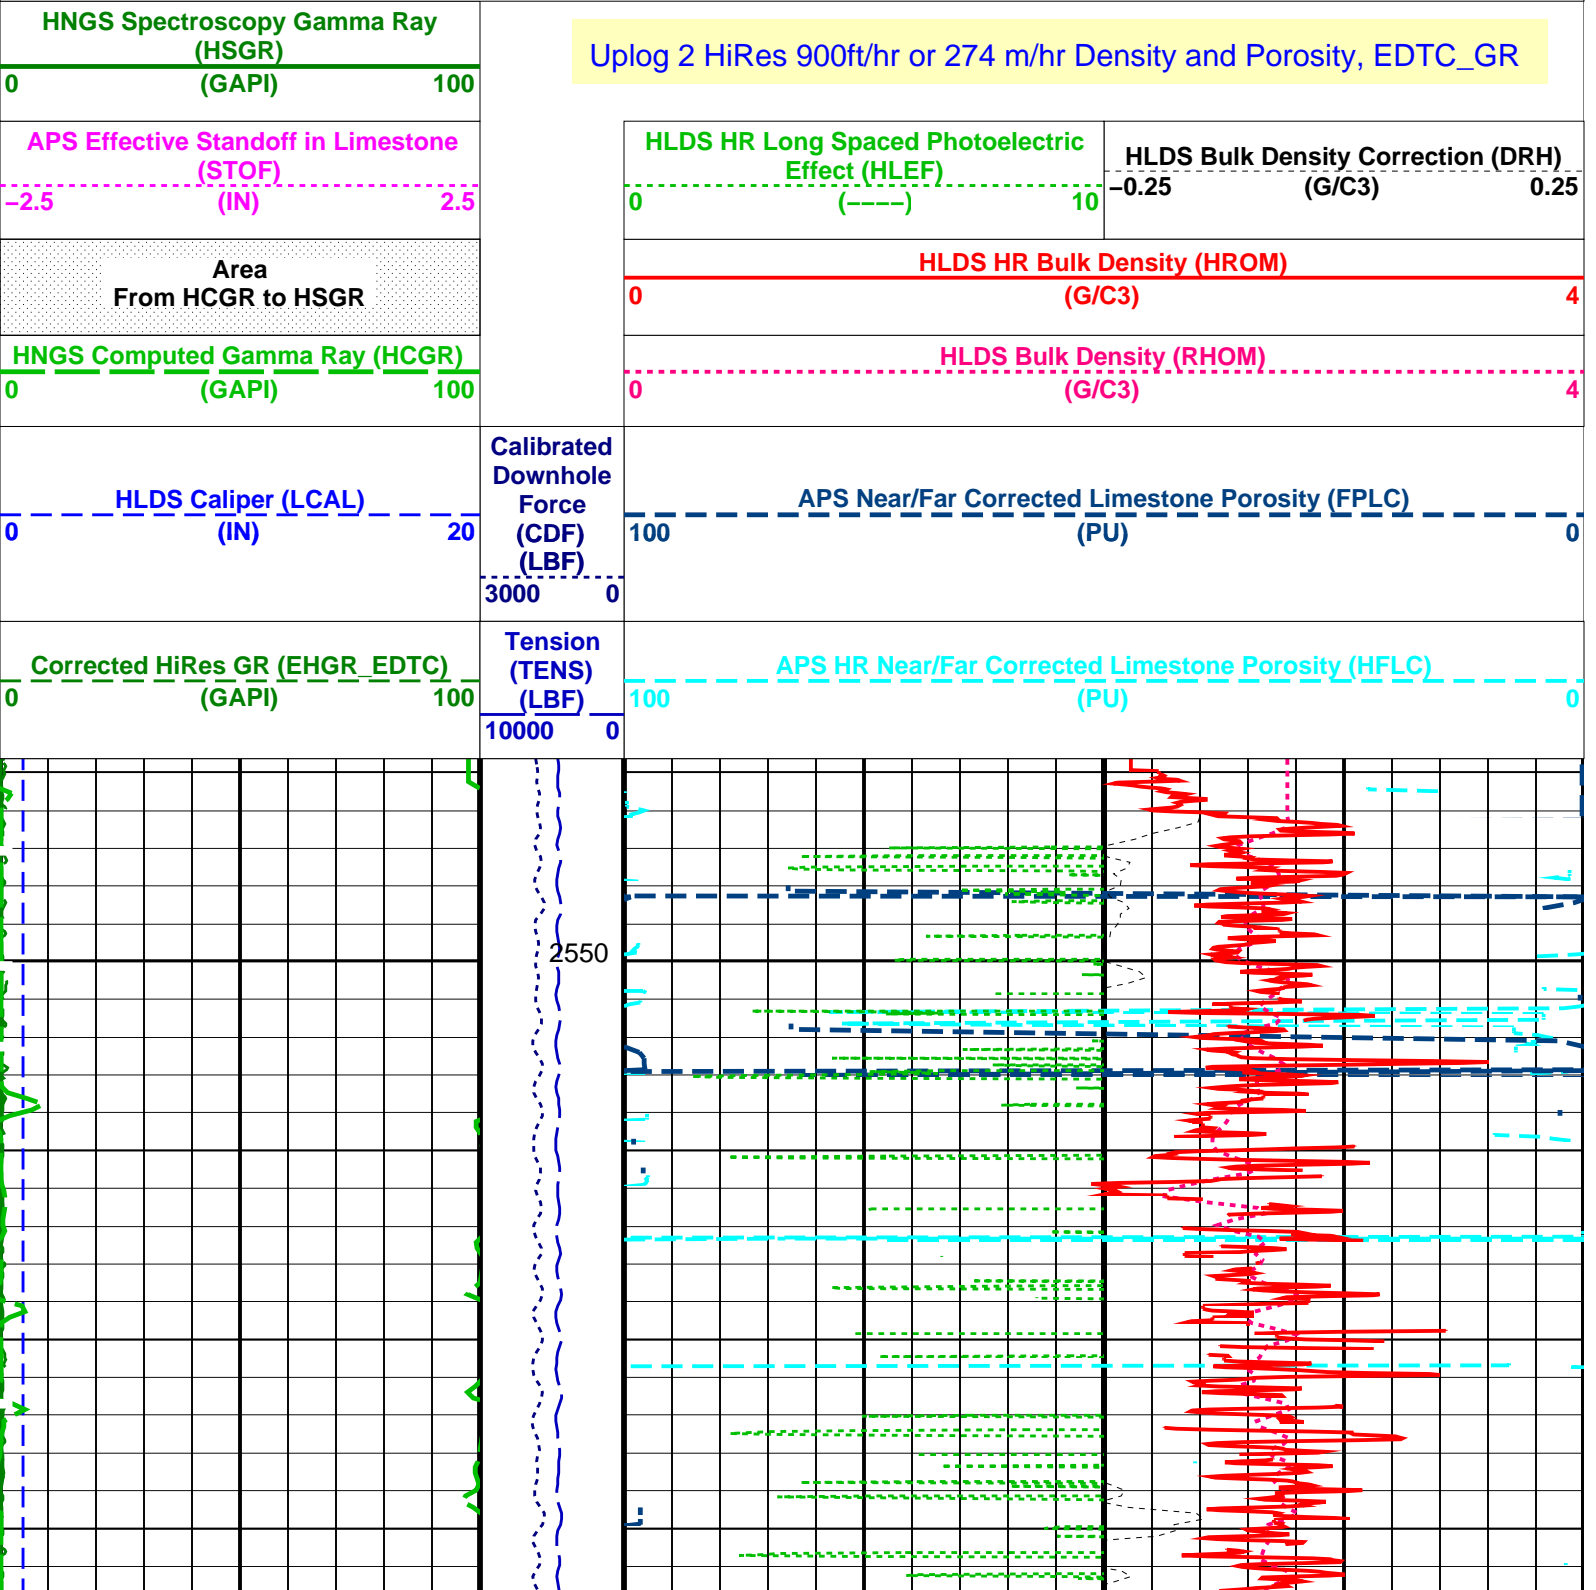 HNGS Spectroscopy Gamma Ray
(HSGR)
0 (GAPI) 100
Uplog 2 HiRes 900ft/hr or 274 m/hr Density and Porosity, EDTC_GR
APS Effective Standoff in Limestone
(STOF)
−2.5 (IN) 2.5
HLDS HR Long Spaced Photoelectric
Effect (HLEF)
0 (−−−−) 10
HLDS Bulk Density Correction (DRH)
−0.25 (G/C3) 0.25
Area
From HCGR to HSGR
HLDS HR Bulk Density (HROM)
0 (G/C3) 4
HNGS Computed Gamma Ray (HCGR)
0 (GAPI) 100
HLDS Bulk Density (RHOM)
0 (G/C3) 4
HLDS Caliper (LCAL)
0 (IN) 20
Calibrated
Downhole
Force
(CDF)
(LBF)
3000 0
APS Near/Far Corrected Limestone Porosity (FPLC)
100 (PU) 0
Corrected HiRes GR (EHGR_EDTC)
0 (GAPI) 100
Tension
(TENS)
(LBF)
10000 0
APS HR Near/Far Corrected Limestone Porosity (HFLC)
100 (PU) 0
2550